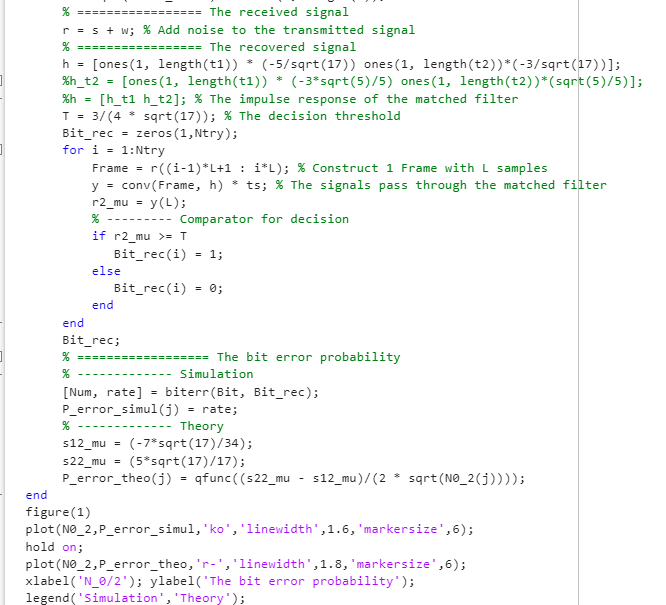 % ================= The received signal
r = s + w; % Add noise to the transmitted signal
% ================= The recovered signal
h = [ones(1, length(t1)) * (-5/sqrt(17)) ones(1, length(t2))*(-3/sqrt(17))];
%h_t2 = [ones(1, length(t1)) * (-3*sqrt(5)/5) ones(1, length(t2))*(sqrt(5)/5)];
%h = [h_t1 h_t2]; % The impulse response of the matched filter
T = 3/(4 * sqrt(17)); % The decision threshold
Bit_rec = zeros(1,Ntry);
for i = 1:Ntry
Frame = r((i-1)*L+1 : i*L); % Construct 1 Frame with L samples
y = conv(Frame, h) * ts; % The signals pass through the matched filter
r2_mu = y(L);
% --------- Comparator for decision
if r2_mu >= T
Bit_rec(i) = 1;
else
Bit_rec(i) = 0;
end
end
Bit_rec;
% ================== The bit error probability
% ------------- Simulation
[Num, rate] = biterr(Bit, Bit_rec);
P_error_simul(j) = rate;
% ------------- Theory
s12_mu = (-7*sqrt(17)/34);
s22_mu = (5*sqrt(17)/17);
P_error_theo(j) = qfunc((s22_mu - s12_mu)/(2 * sqrt(N0_2(j))));
end
figure(1)
plot(N0_2,P_error_simul,'ko','linewidth',1.6,'markersize',6);
hold on;
plot(N0_2,P_error_theo,'r-','linewidth',1.8,'markersize',6);
xlabel('N_0/2'); ylabel('The bit error probability');
legend('Simulation','Theory');